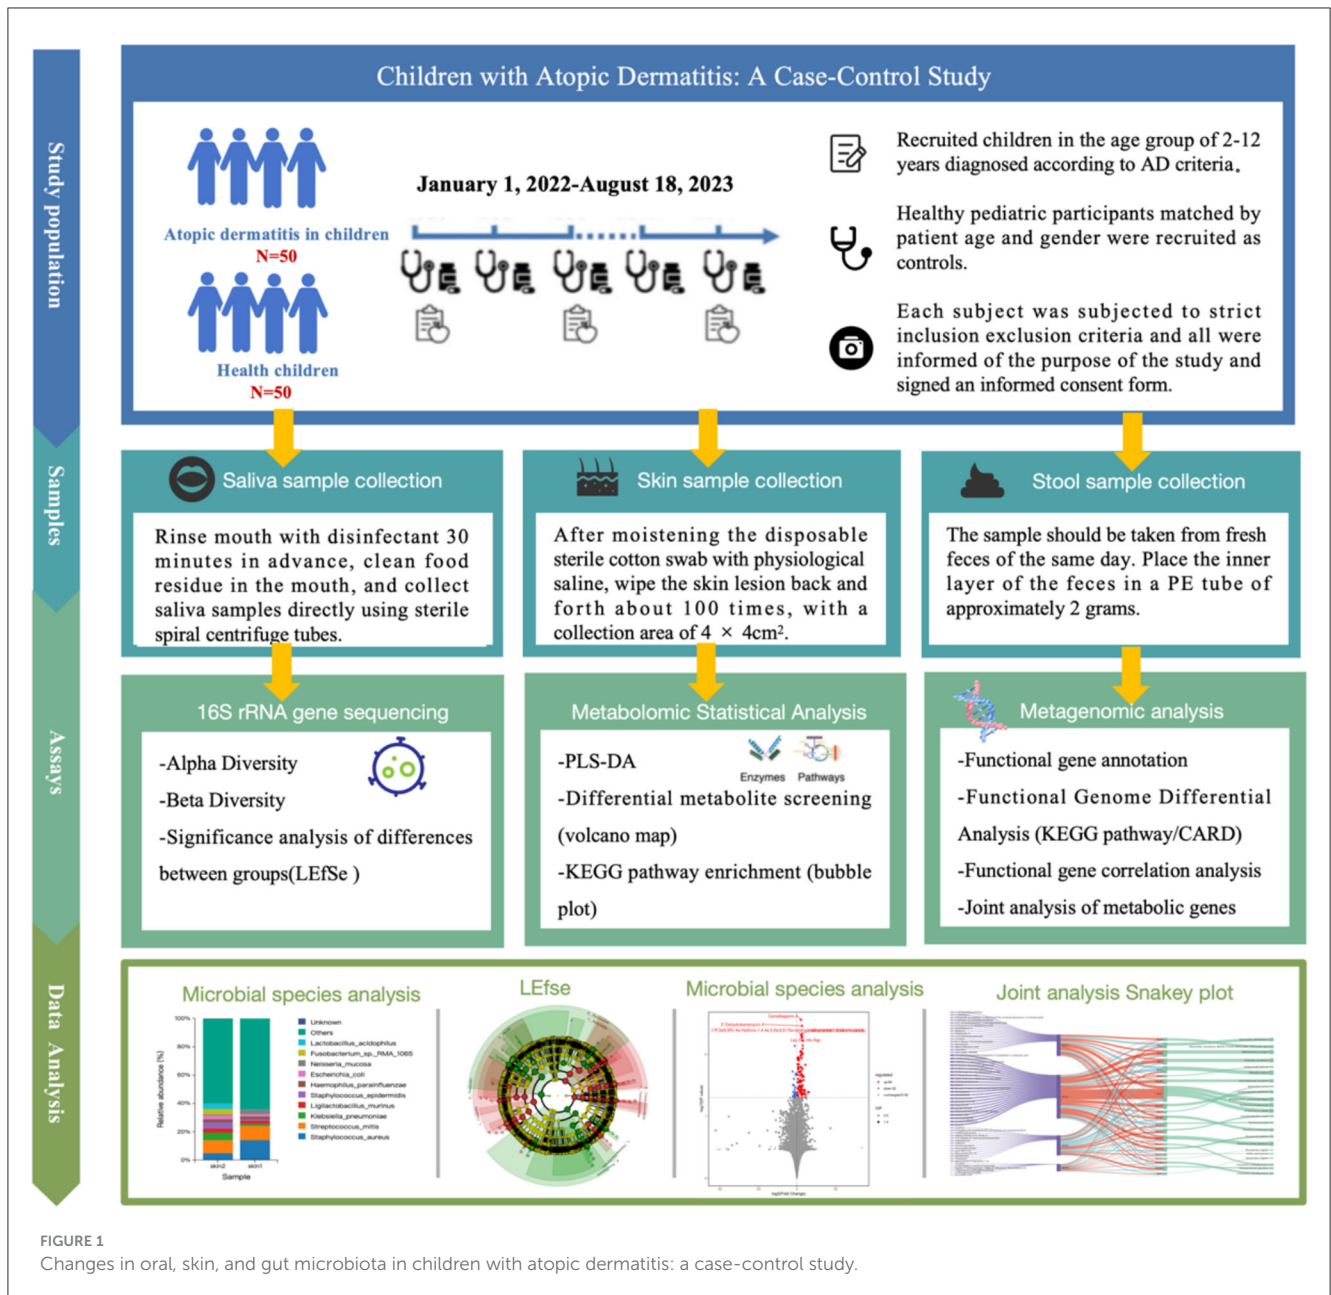 Children with Atopic Dermatitis: A Case-Control Study
Study population
Atopic dermatitis in children
N=50
Health children
N=50
January 1, 2022-August 18, 2023
Recruited children in the age group of 2-12
years diagnosed according to AD criteria.
Healthy pediatric participants matched by
patient age and gender were recruited as
controls.
Each subject was subjected to strict
inclusion exclusion criteria and all were
informed of the purpose of the study and
signed an informed consent form.
Samples
Saliva sample collection
Rinse mouth with disinfectant 30
minutes in advance, clean food
residue in the mouth, and collect
saliva samples directly using sterile
spiral centrifuge tubes.
Skin sample collection
After moistening the disposable
sterile cotton swab with physiological
saline, wipe the skin lesion back and
forth about 100 times, with a
collection area of 4 × 4cm².
Stool sample collection
The sample should be taken from fresh
feces of the same day. Place the inner
layer of the feces in a PE tube of
approximately 2 grams.
Assays
16S rRNA gene sequencing
-Alpha Diversity
-Beta Diversity
-Significance analysis of differences
between groups(LEfSe )
Metabolomic Statistical Analysis
-PLS-DA
Enzymes Pathways
-Differential metabolite screening
(volcano map)
-KEGG pathway enrichment (bubble
plot)
Metagenomic analysis
-Functional gene annotation
-Functional Genome Differential
Analysis (KEGG pathway/CARD)
-Functional gene correlation analysis
-Joint analysis of metabolic genes
Data Analysis
Microbial species analysis
Relative abundance (%)
100%
80%
60%
40%
20%
0%
skin2 skin1
Sample
Unknown
Others
Lactobacillus_acidophilus
Fusobacterium_sp._RMA_1065
Neisseria_mucosa
Escherichia_coli
Haemophilus_parainfluenzae
Staphylococcus_epidermidis
Ligilactobacillus_murinus
Klebsiella_pneumoniae
Streptococcus_mitis
Staphylococcus_aureus
LEfse
Microbial species analysis
log2(Fold Change)
Joint analysis Snakey plot
FIGURE 1
Changes in oral, skin, and gut microbiota in children with atopic dermatitis: a case-control study.